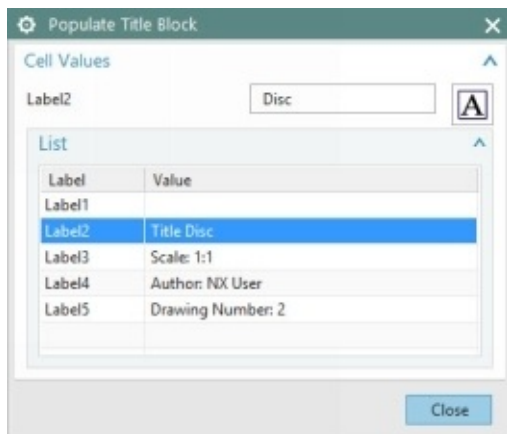 Populate Title Block
Cell Values
Label2 Disc A
List
Label Value
Label1
Label2 Title Disc
Label3 Scale: 1:1
Label4 Author: NX User
Label5 Drawing Number: 2
Close